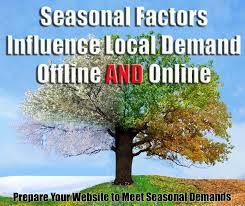 Seasonal Factors
Influence Local Demand
Offline AND Online
Prepare Your Website to Meet Seasonal Demands